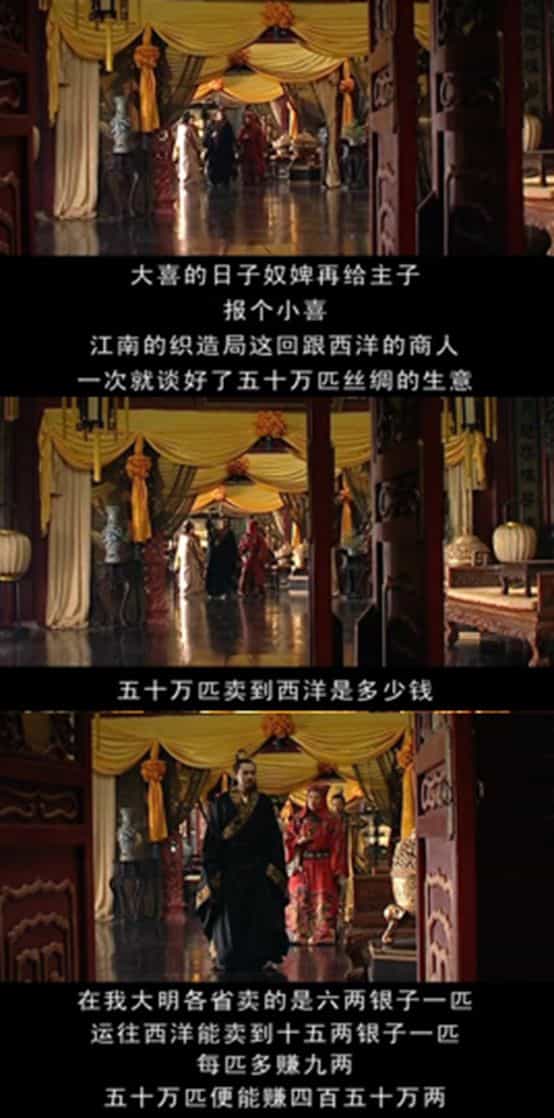 大喜的日子奴婢再给主子
报个小喜
江南的织造局这回跟西洋的商人
一次就谈好了五十万匹丝绸的生意
五十万匹卖到西洋是多少钱
在我大明各省卖的是六两银子一匹
运往西洋能卖到十五两银子一匹
每匹多赚九两
五十万匹便能赚四百五十万两